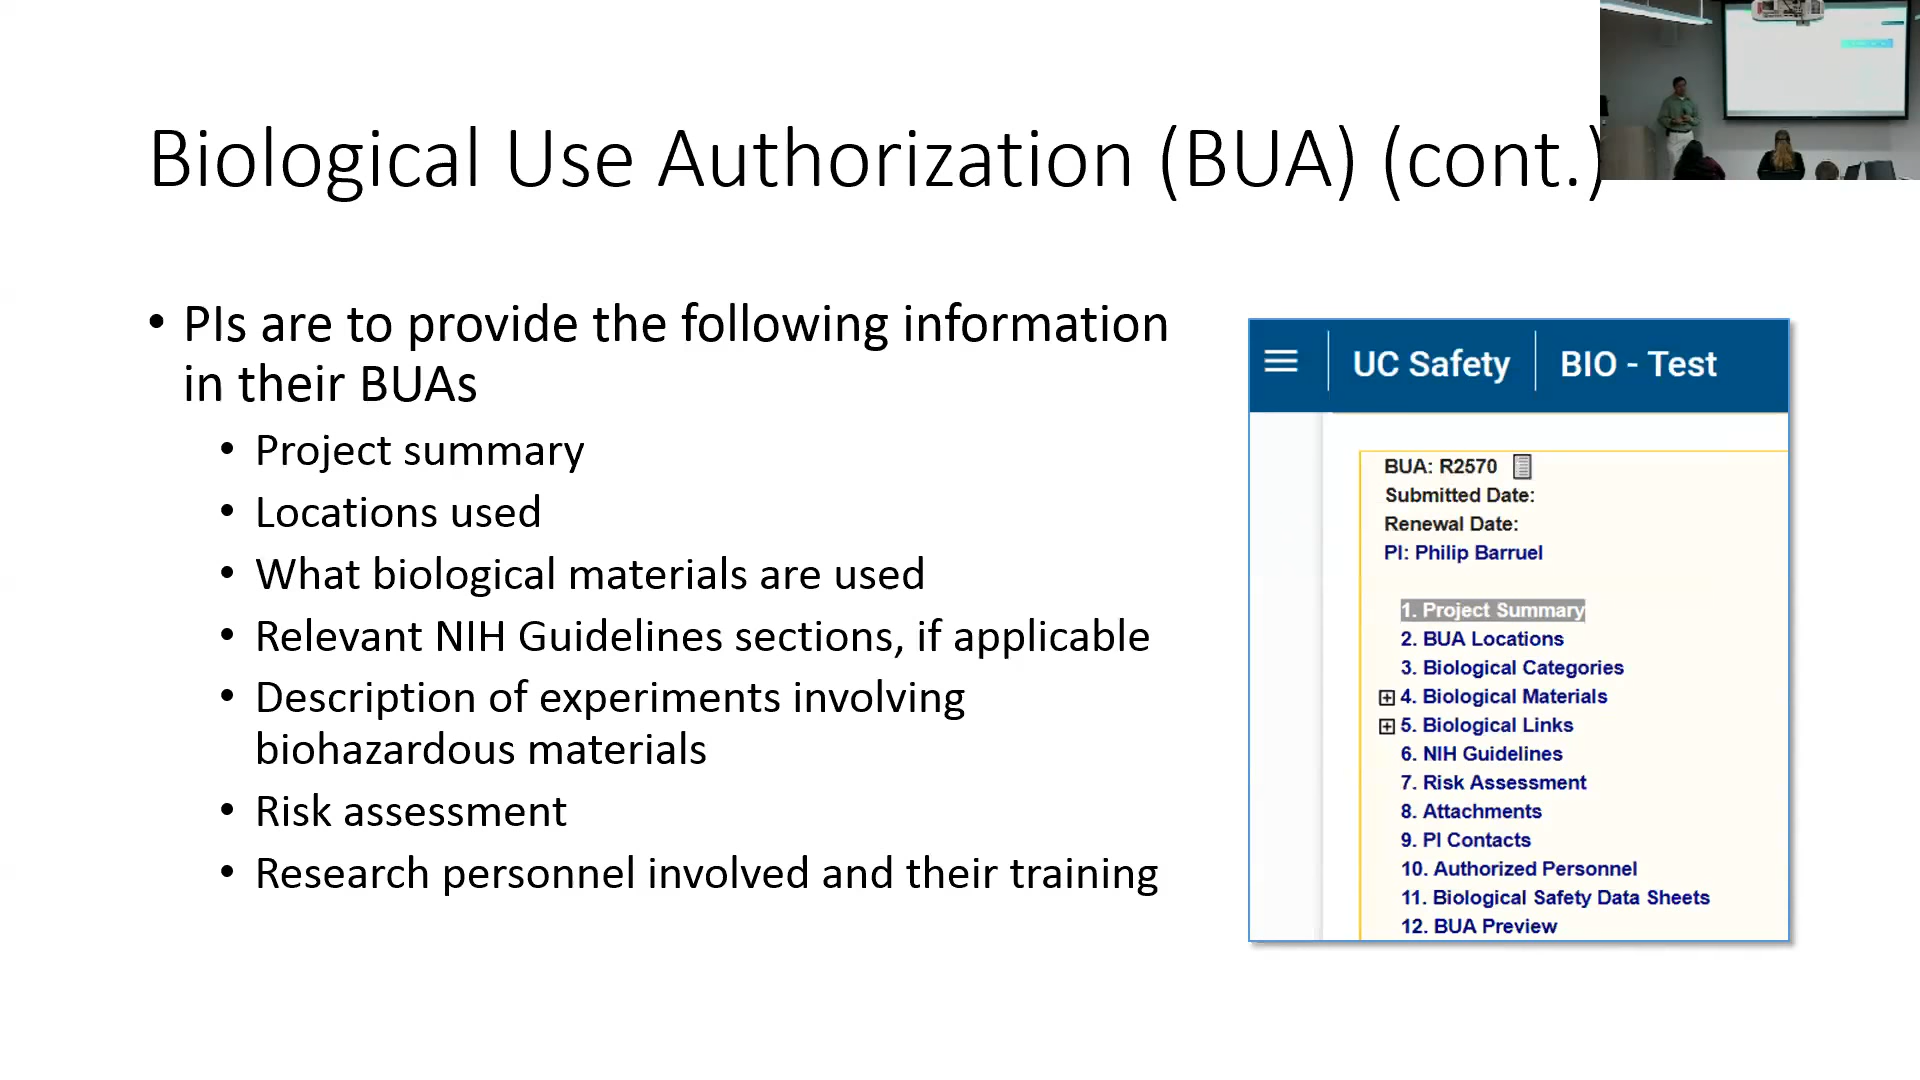 Biological Use Authorization (BUA) (cont.)
• PIs are to provide the following information
in their BUAs
• Project summary
• Locations used
• What biological materials are used
• Relevant NIH Guidelines sections, if applicable
• Description of experiments involving
biohazardous materials
• Risk assessment
• Research personnel involved and their training
UC Safety BIO - Test
BUA: R2570
Submitted Date:
Renewal Date:
PI: Philip Barruel
1. Project Summary
2. BUA Locations
3. Biological Categories
4. Biological Materials
5. Biological Links
6. NIH Guidelines
7. Risk Assessment
8. Attachments
9. PI Contacts
10. Authorized Personnel
11. Biological Safety Data Sheets
12. BUA Preview